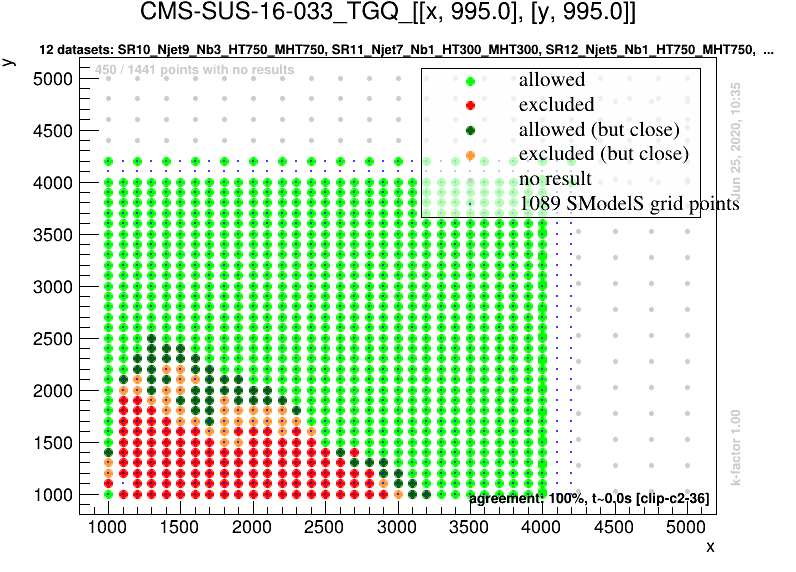 CMS-SUS-16-033_TGQ_[[x, 995.0], [y, 995.0]]
12 datasets: SR10_Njet9_Nb3_HT750_MHT750, SR11_Njet7_Nb1_HT300_MHT300, SR12_Njet5_Nb1_HT750_MHT750, ...
y
450 / 1441 points with no results
allowed
excluded
allowed (but close)
excluded (but close)
no result
1089 SModelS grid points
Jun 25, 2020, 10:35
k-factor 1.00
5000
4500
4000
3500
3000
2500
2000
1500
1000
agreement: 100%, t~0.0s [clip-c2-36]
1000 1500 2000 2500 3000 3500 4000 4500 5000
x